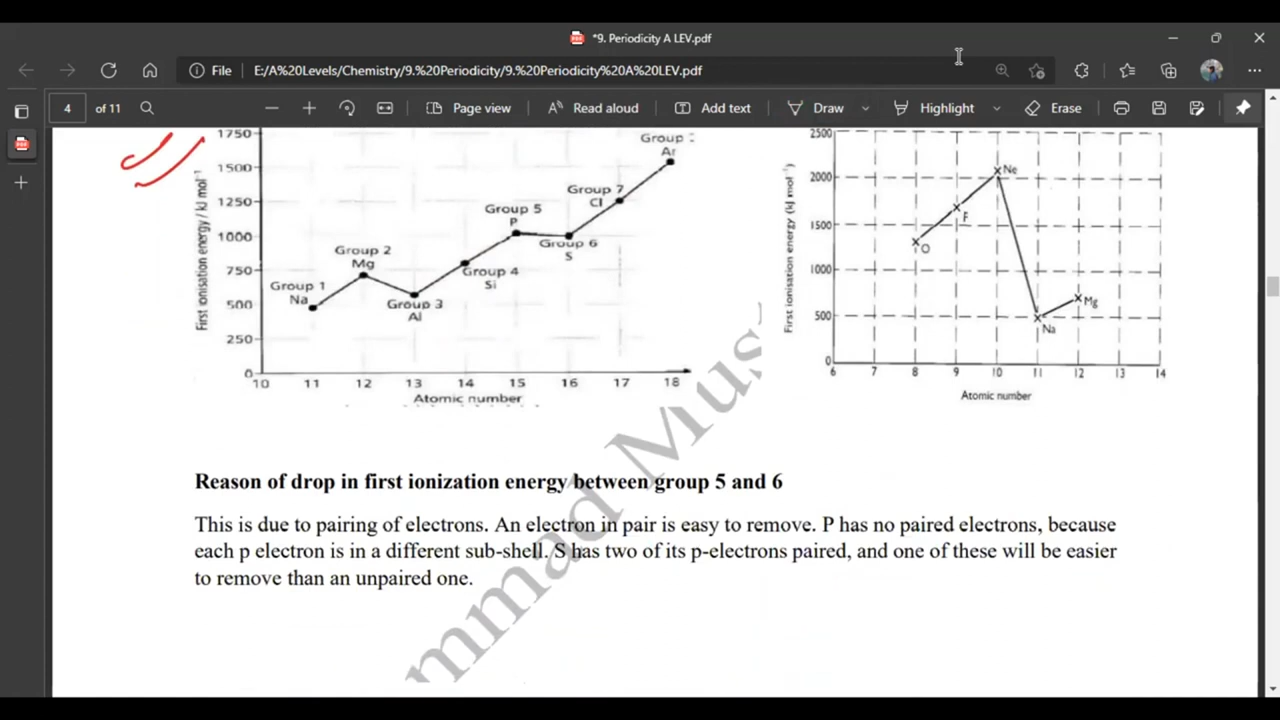 *9. Periodicity A LEV.pdf
File E:/A%20Levels/Chemistry/9.%20Periodicity/9.%20Periodicity%20A%20LEV.pdf
4 of 11 Page view Read aloud Add text Draw Highlight Erase
First ionisation energy / kJ mol⁻¹
1750
1500
1250
1000
750
500
250
0
10 11 12 13 14 15 16 17 18
Atomic number
Group 1
Na
Group 2
Mg
Group 3
Al
Group 4
Si
Group 5
P
Group 6
S
Group 7
Cl
Group
Ar
First ionisation energy (kJ mol⁻¹)
2500
2000
1500
1000
500
0
6 7 8 9 10 11 12 13 14
Atomic number
O
F
Ne
Na
Mg
Reason of drop in first ionization energy between group 5 and 6
This is due to pairing of electrons. An electron in pair is easy to remove. P has no paired electrons, because
each p electron is in a different sub-shell. S has two of its p-electrons paired, and one of these will be easier
to remove than an unpaired one.
mmad Mus